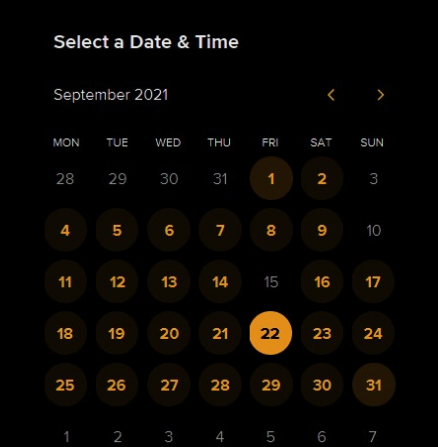 Select a Date & Time
September 2021
MON TUE WED THU FRI SAT SUN
28 29 30 31 1 2 3
4 5 6 7 8 9 10
11 12 13 14 15 16 17
18 19 20 21 22 23 24
25 26 27 28 29 30 31
1 2 3 4 5 6 7